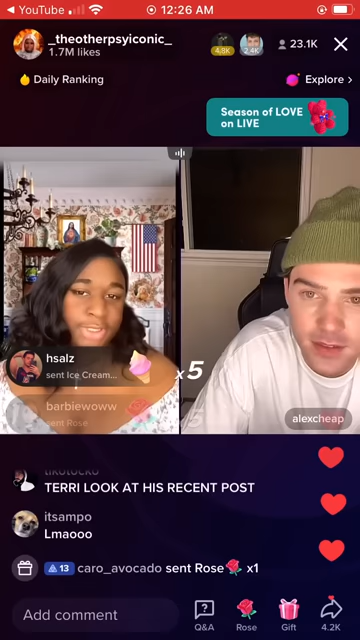 YouTube
12:26 AM
_theotherpsyiconic_
1.7M likes
4.8K
2.4K
23.1K
Daily Ranking
Explore >
Season of LOVE
on LIVE
hsalz
sent Ice Cream...
x5
barbiewoww
sent Rose
alexcheap
TERRI LOOK AT HIS RECENT POST
itsampo
Lmaooo
13 caro_avocado sent Rose x1
Add comment
Q&A
Rose
Gift
4.2K